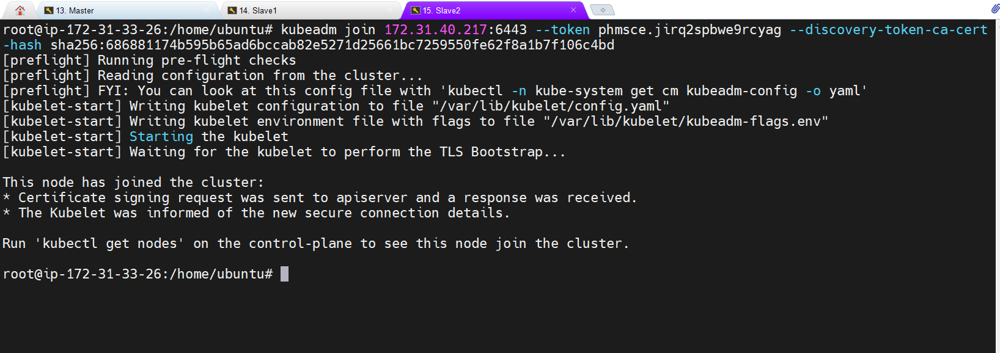 13. Master
14. Slave1
15. Slave2
root@ip-172-31-33-26:/home/ubuntu# kubeadm join 172.31.40.217:6443 --token phmsce.jirq2spbwe9rcyag --discovery-token-ca-cert
-hash sha256:686881174b595b65ad6bccab82e5271d25661bc7259550fe62f8a1b7f106c4bd
[preflight] Running pre-flight checks
[preflight] Reading configuration from the cluster...
[preflight] FYI: You can look at this config file with 'kubectl -n kube-system get cm kubeadm-config -o yaml'
[kubelet-start] Writing kubelet configuration to file "/var/lib/kubelet/config.yaml"
[kubelet-start] Writing kubelet environment file with flags to file "/var/lib/kubelet/kubeadm-flags.env"
[kubelet-start] Starting the kubelet
[kubelet-start] Waiting for the kubelet to perform the TLS Bootstrap...
This node has joined the cluster:
* Certificate signing request was sent to apiserver and a response was received.
* The Kubelet was informed of the new secure connection details.
Run 'kubectl get nodes' on the control-plane to see this node join the cluster.
root@ip-172-31-33-26:/home/ubuntu#